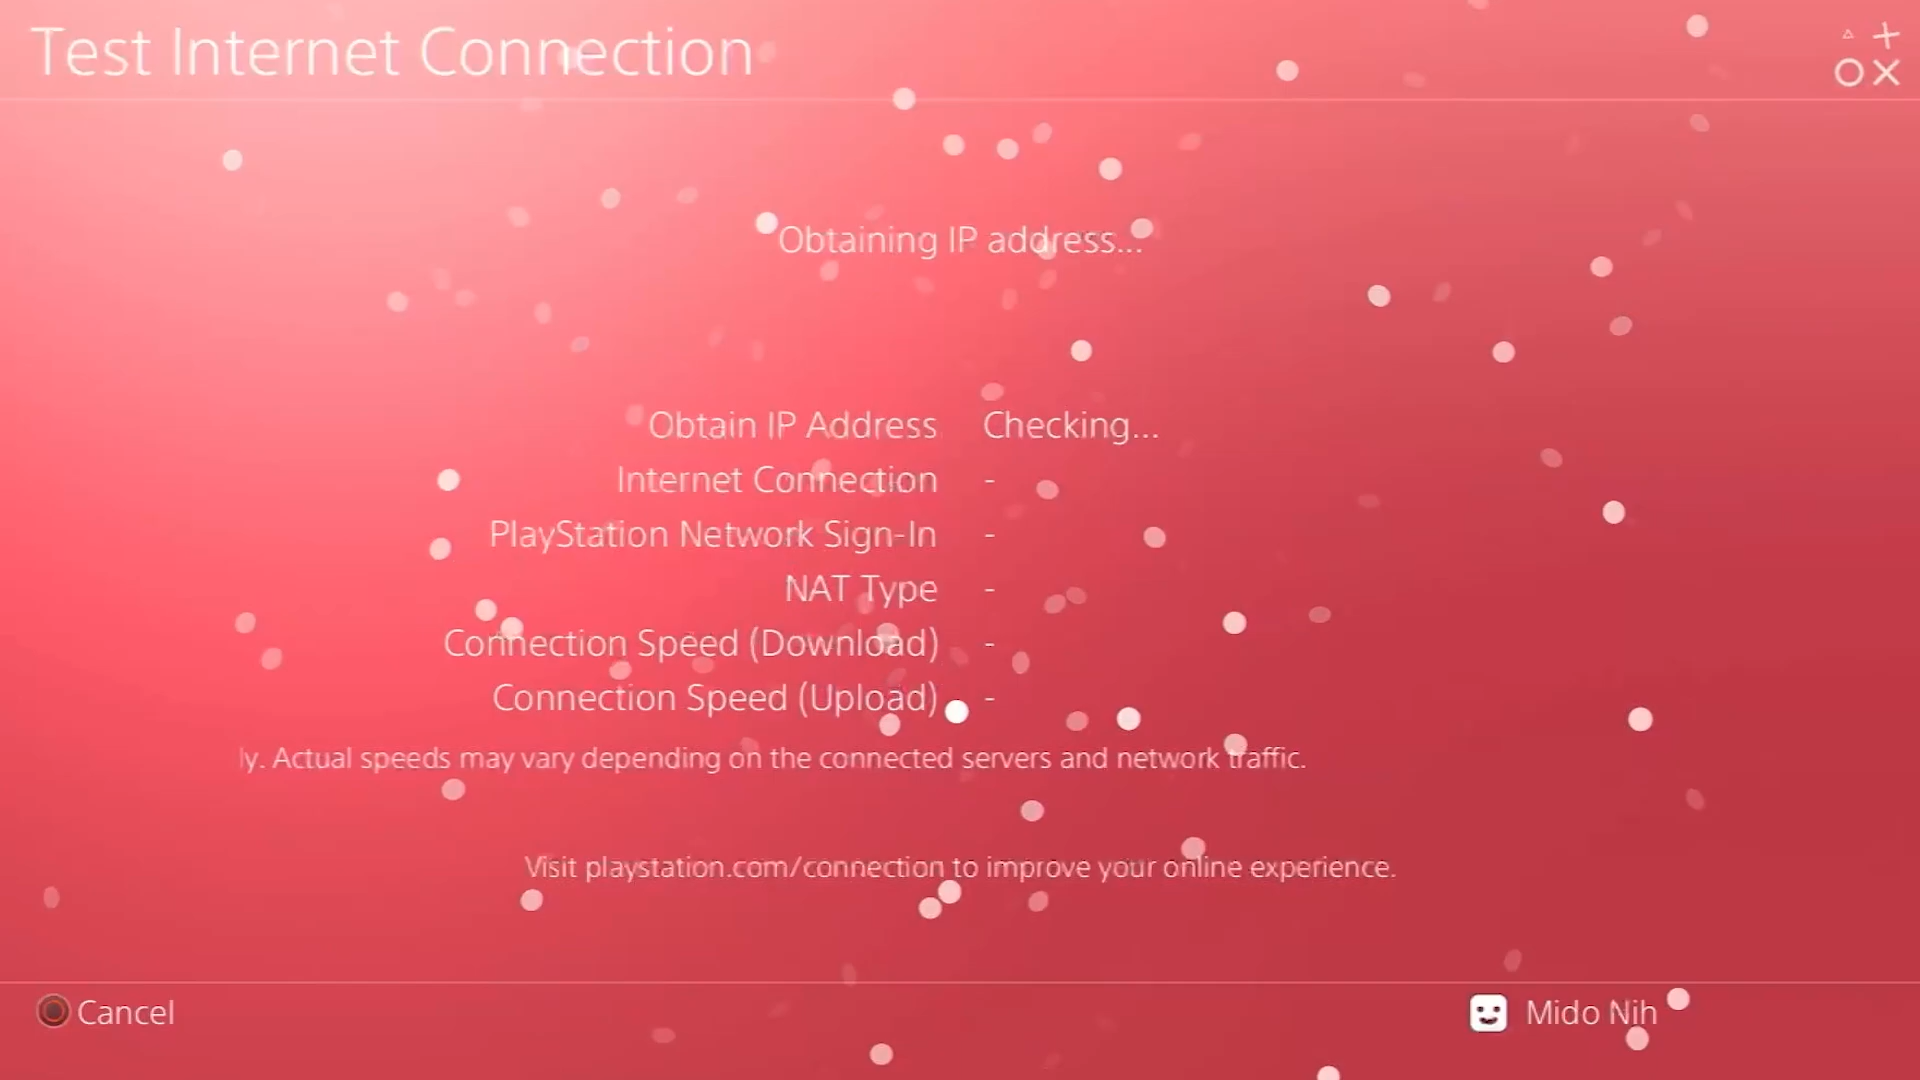 Test Internet Connection
Obtaining IP address...
Obtain IP Address Checking...
Internet Connection -
PlayStation Network Sign-In -
NAT Type -
Connection Speed (Download) -
Connection Speed (Upload) -
ly. Actual speeds may vary depending on the connected servers and network traffic.
Visit playstation.com/connection to improve your online experience.
Cancel
Mido Nih